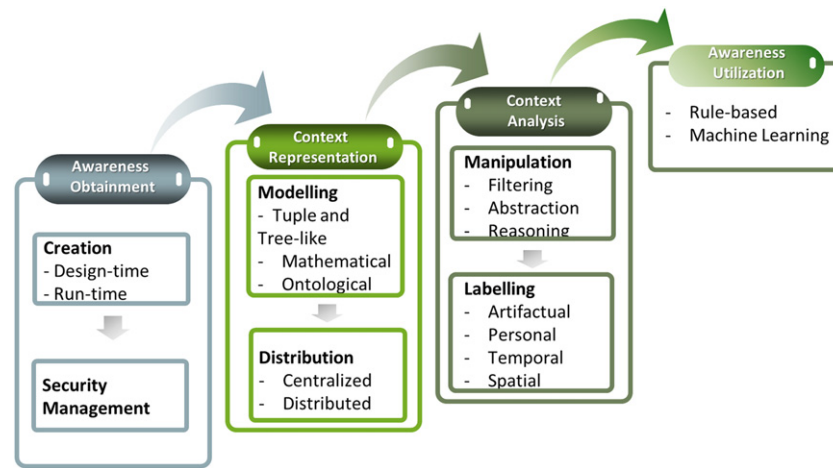 Awareness
Obtainment
Creation
- Design-time
- Run-time
Security
Management
Context
Representation
Modelling
- Tuple and
Tree-like
- Mathematical
- Ontological
Distribution
- Centralized
- Distributed
Context
Analysis
Manipulation
- Filtering
- Abstraction
- Reasoning
Labelling
- Artifactual
- Personal
- Temporal
- Spatial
Awareness
Utilization
- Rule-based
- Machine Learning